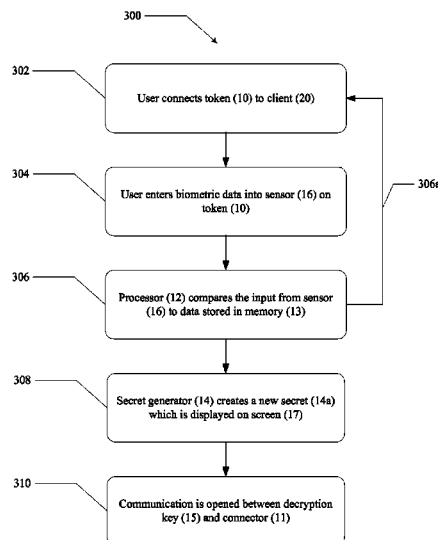 300
302
User connects token (10) to client (20)
304
User enters biometric data into sensor (16) on
token (10)
306
Processor (12) compares the input from sensor
(16) to data stored in memory (13)
308
Secret generator (14) creates a new secret (14a)
which is displayed on screen (17)
310
Communication is opened between decryption
key (15) and connector (11)